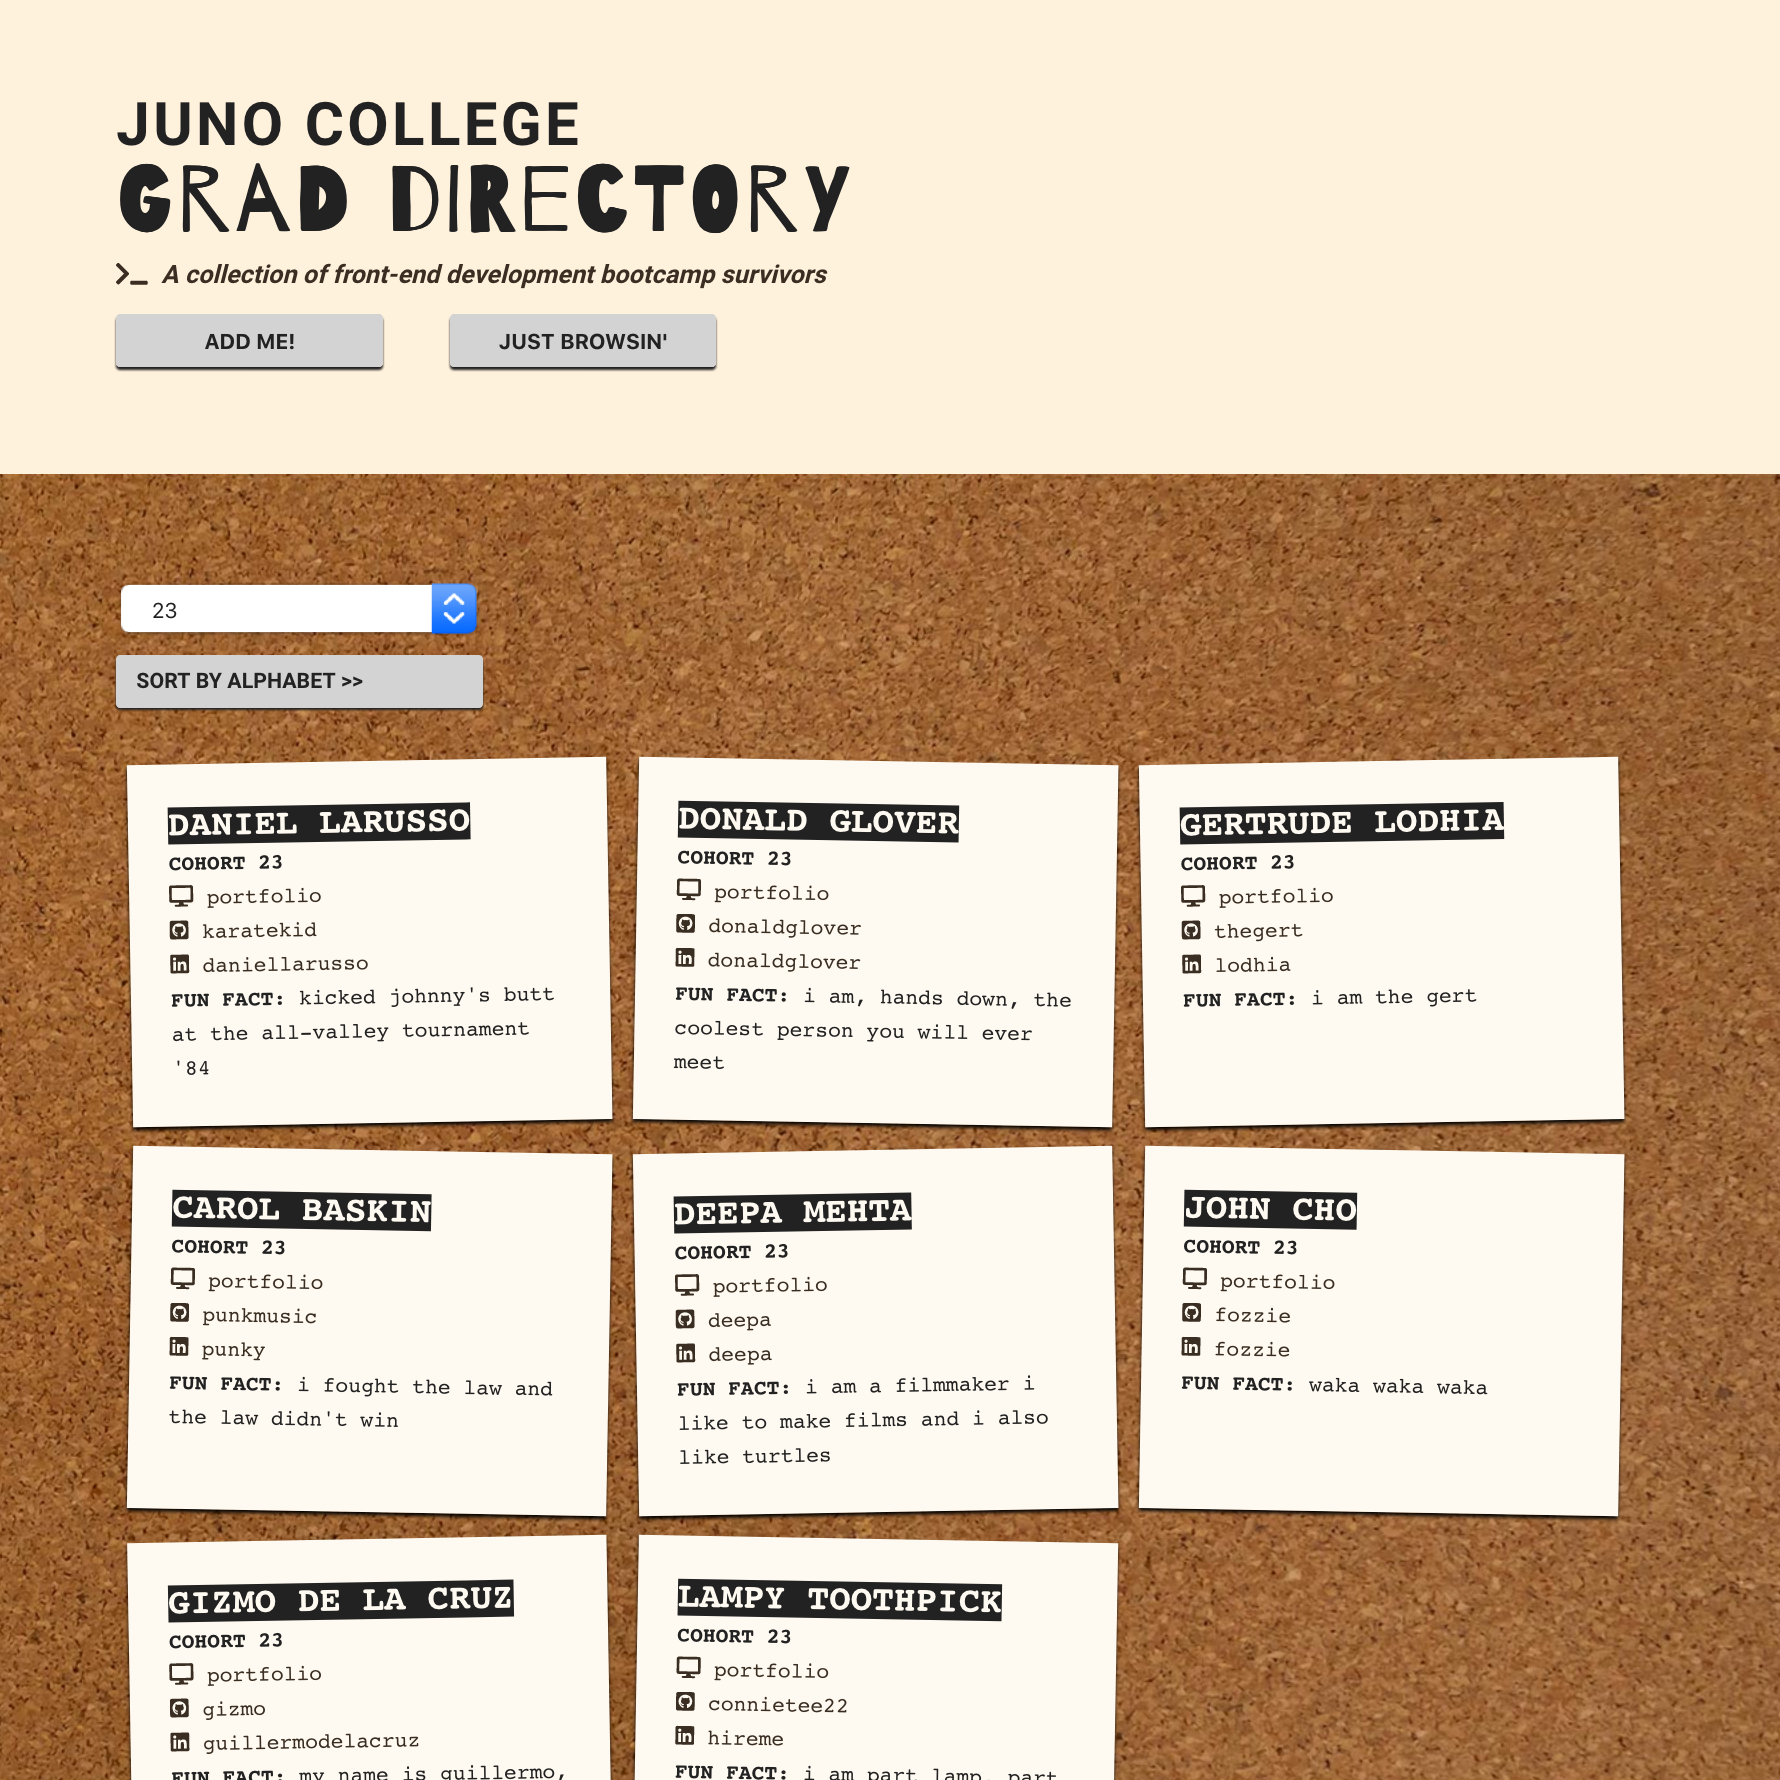 JUNO COLLEGE
GRAD DIRECTORY
A collection of front-end development bootcamp survivors
ADD ME!
JUST BROWSIN'
23
SORT BY ALPHABET >>
DANIEL LARUSSO
COHORT 23
portfolio
karatekid
daniellarusso
FUN FACT: kicked johnny's butt
at the all-valley tournament
'84
DONALD GLOVER
COHORT 23
portfolio
donaldglover
donaldglover
FUN FACT: i am, hands down, the
coolest person you will ever
meet
GERTRUDE LODHIA
COHORT 23
portfolio
thegert
lodhia
FUN FACT: i am the gert
CAROL BASKIN
COHORT 23
portfolio
punkmusic
punky
FUN FACT: i fought the law and
the law didn't win
DEEPA MEHTA
COHORT 23
portfolio
deepa
deepa
FUN FACT: i am a filmmaker i
like to make films and i also
like turtles
JOHN CHO
COHORT 23
portfolio
fozzie
fozzie
FUN FACT: waka waka waka
GIZMO DE LA CRUZ
COHORT 23
portfolio
gizmo
guillermodelacruz
FUN FACT: my name is guillermo,
LAMPY TOOTHPICK
COHORT 23
portfolio
connietee22
hireme
FUN FACT: i am part lamp, part